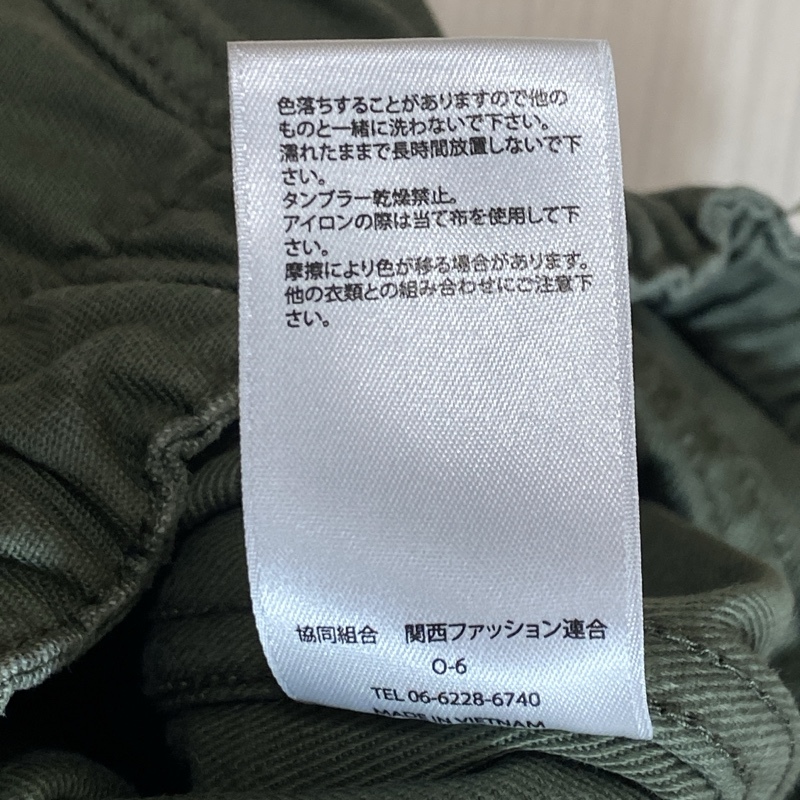 色落ちすることがありますので他の
ものと一緒に洗わないで下さい。
濡れたままで長時間放置しないで下
さい。
タンブラー乾燥禁止。
アイロンの際は当て布を使用して下
さい。
摩擦により色が移る場合があります。
他の衣類との組み合わせにご注意下
さい。
協同組合　関西ファッション連合
O-6
TEL 06-6228-6740
MADE IN VIETNAM